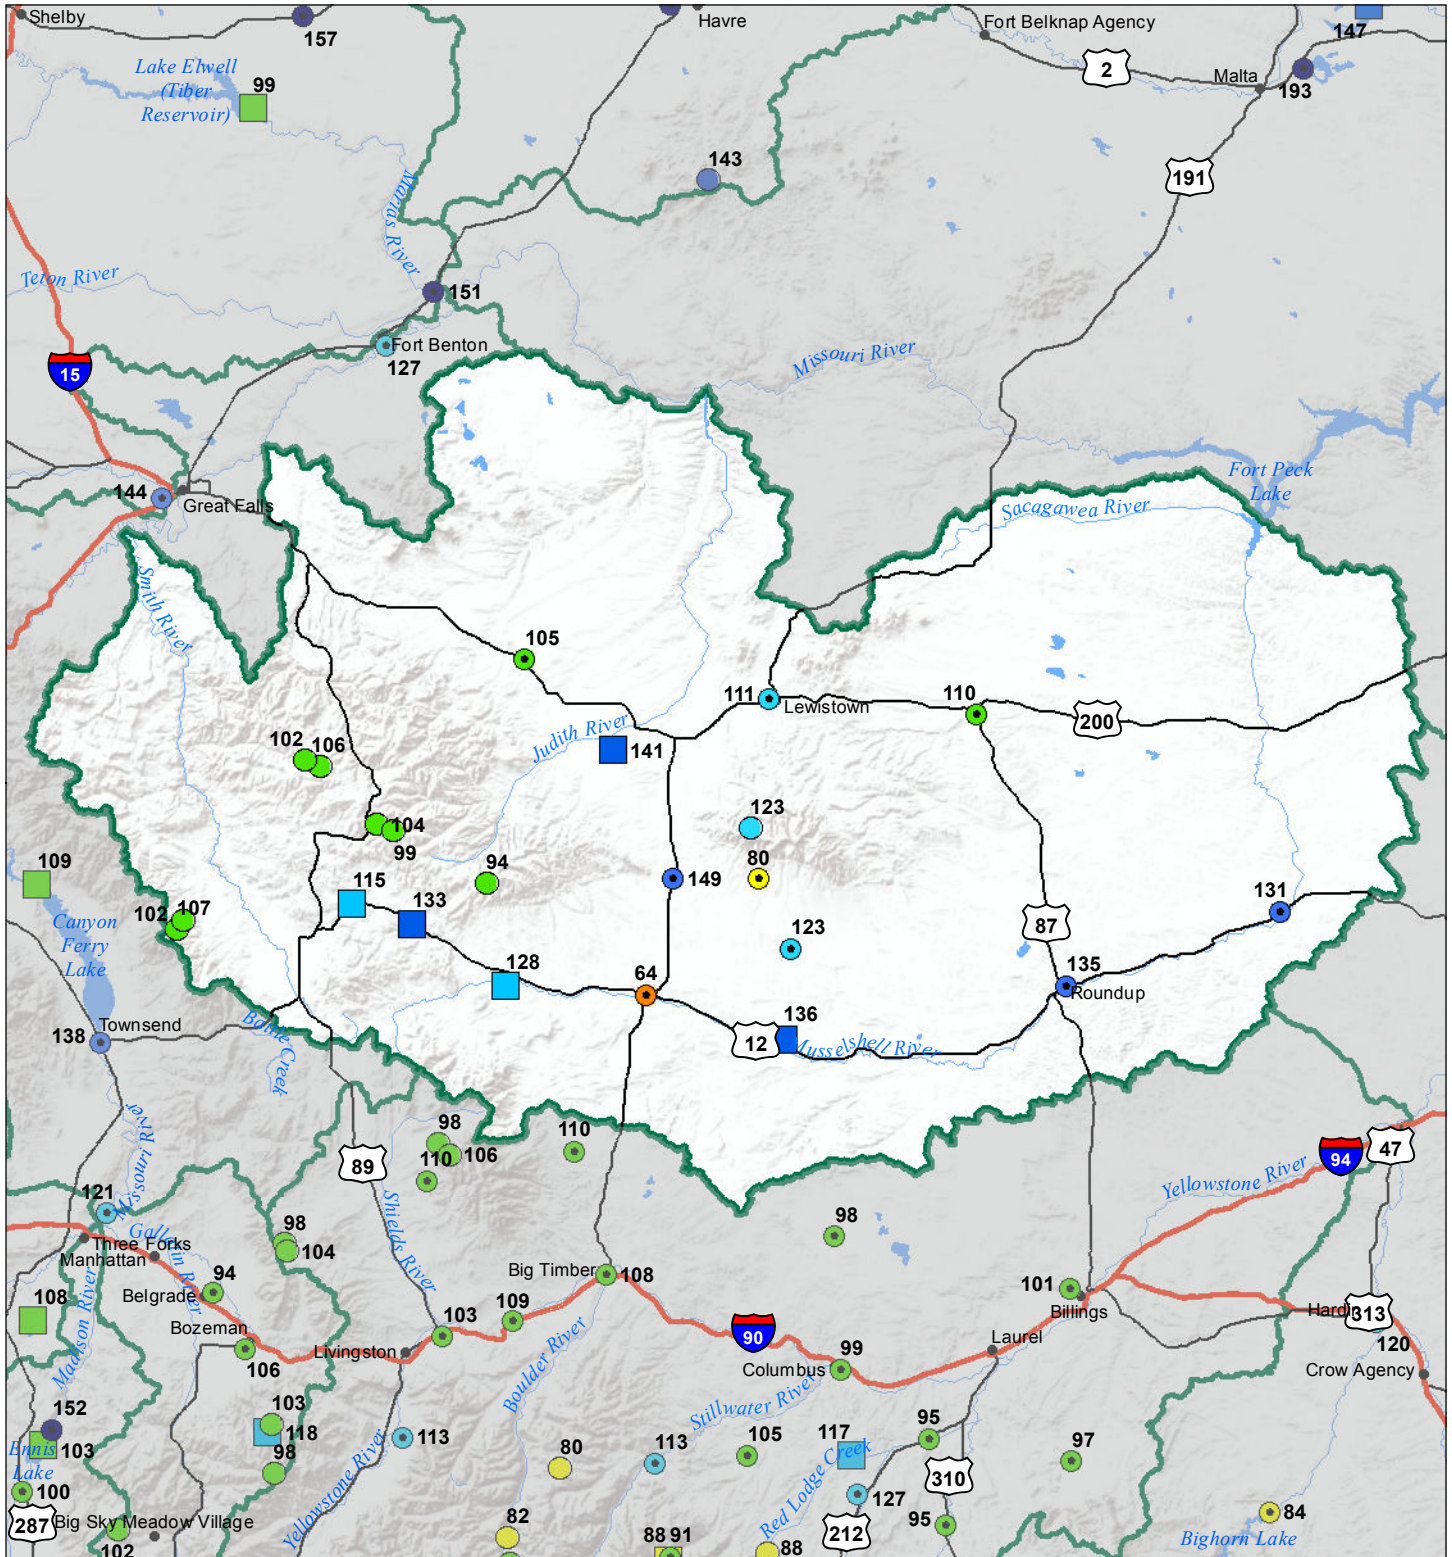 Shelby
157
Havre
Fort Belknap Agency
147
2
Malta
193
Lake Elwell
(Tiber
Reservoir)
99
143
191
Marias River
Teton River
151
Fort Benton
127
15
Missouri River
144
Great Falls
Fort Peck
Lake
Sacagawea River
Smith River
105
111
Lewistown
110
200
Judith River
141
102
106
104
99
123
94
80
149
109
115
133
102
107
Canyon
Ferry
Lake
131
87
123
128
64
135
Roundup
136
12
Musselshell River
Townsend
138
Battle Creek
Missouri River
98
106
110
110
89
47
94
Yellowstone River
121
Three Forks
Manhattan
Gallatin River
98
104
Shields River
98
94
Belgrade
Big Timber
108
101
Billings
108
Madison River
Bozeman
106
103
109
Livingston
Boulder River
90
Columbus
99
Laurel
313
120
Crow Agency
152
103
Ennis
Lake
100
287
Big Sky
Meadow Village
102
103
118
98
113
Yellowstone River
80
82
113
Stillwater River
105
117
Red Lodge Creek
95
310
127
212
95
88
91
88
97
84
Bighorn Lake